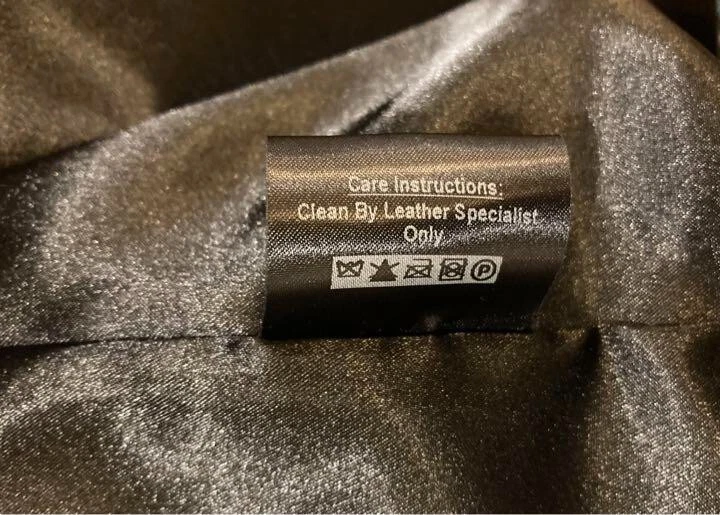 Care Instructions:
Clean By Leather Specialist
Only
P